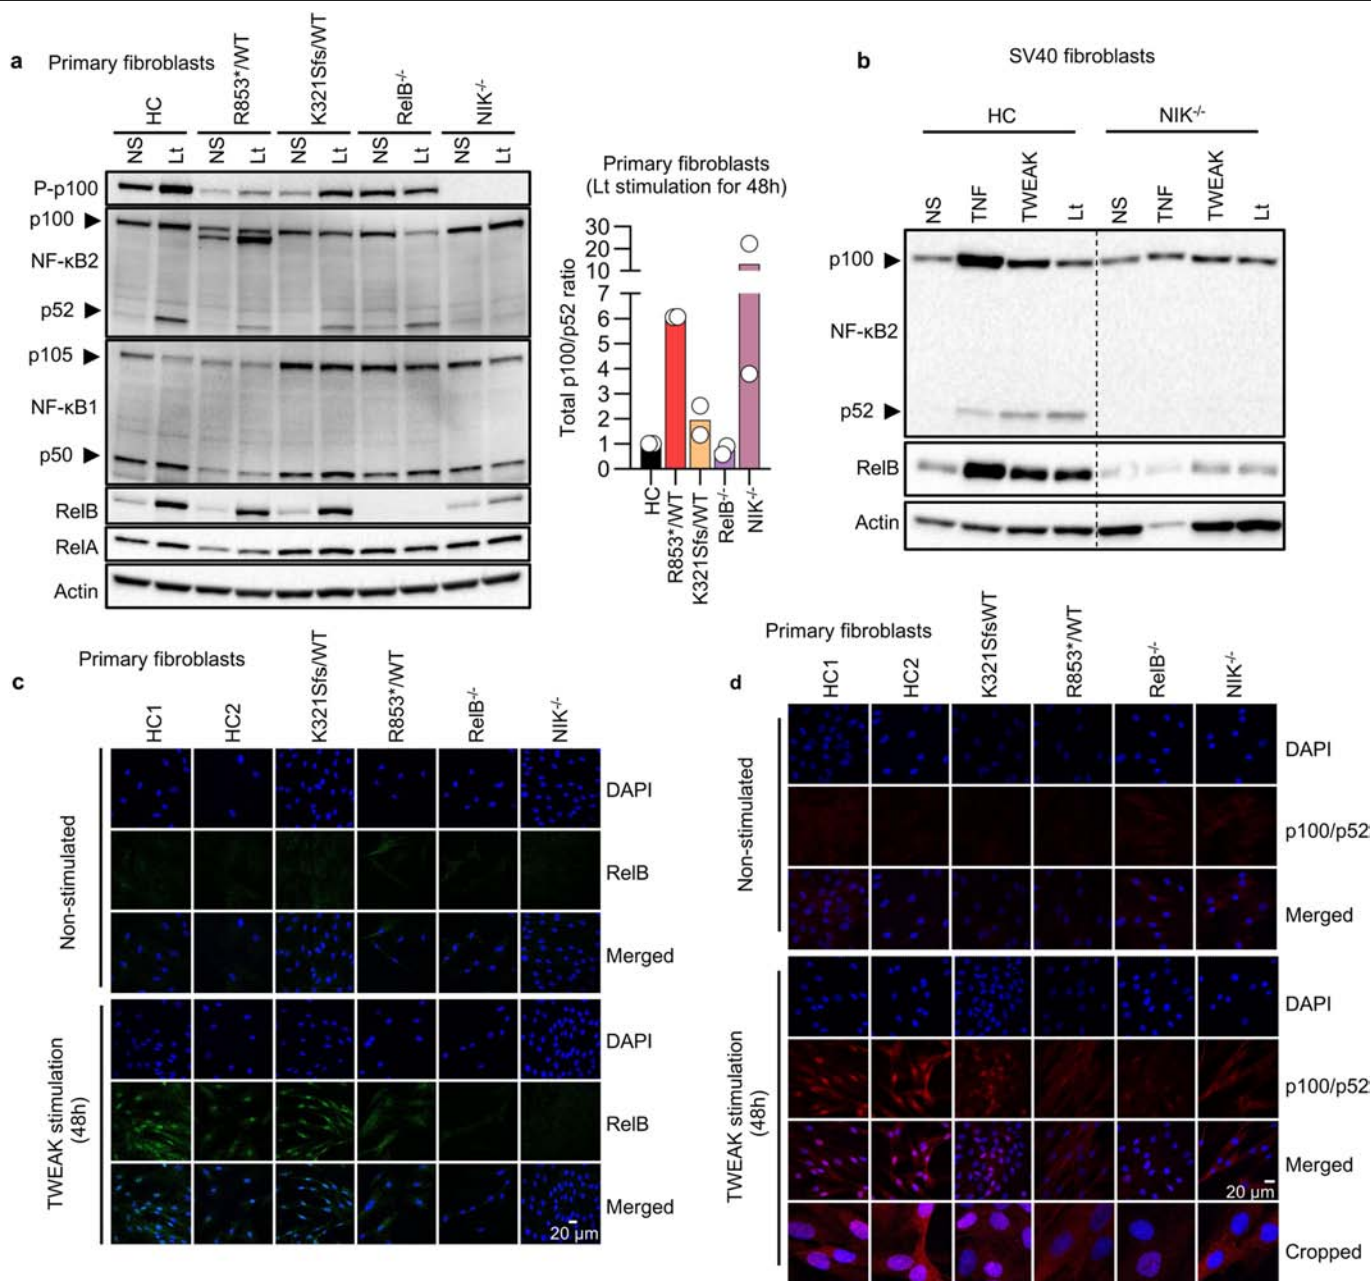 a
Primary fibroblasts
HC
R853*/WT
K321Sfs/WT
RelB-/-
NIK-/-
NS
Lt
NS
Lt
NS
Lt
NS
Lt
NS
Lt
P-p100
p100
NF-κB2
p52
p105
NF-κB1
p50
RelB
RelA
Actin
Primary fibroblasts
(Lt stimulation for 48h)
Total p100/p52 ratio
30
20
10
7
6
5
4
3
2
1
0
HC
R853*/WT
K321Sfs/WT
RelB-/-
NIK-/-
b
SV40 fibroblasts
HC
NIK-/-
NS
TNF
TWEAK
Lt
NS
TNF
TWEAK
Lt
p100
NF-κB2
p52
RelB
Actin
c
Primary fibroblasts
HC1
HC2
K321Sfs/WT
R853*/WT
RelB-/-
NIK-/-
Non-stimulated
DAPI
RelB
Merged
TWEAK stimulation
(48h)
DAPI
RelB
Merged
20 μm
d
Primary fibroblasts
HC1
HC2
K321SfsWT
R853*/WT
RelB-/-
NIK-/-
Non-stimulated
DAPI
p100/p52
Merged
TWEAK stimulation
(48h)
DAPI
p100/p52
Merged
20 μm
Cropped